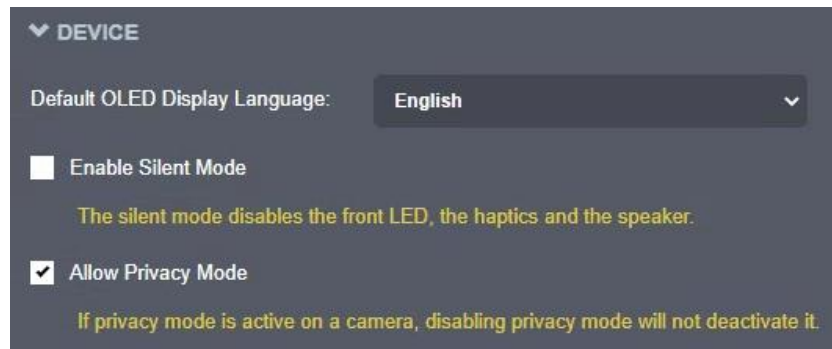 DEVICE
Default OLED Display Language: English
Enable Silent Mode
The silent mode disables the front LED, the haptics and the speaker.
Allow Privacy Mode
If privacy mode is active on a camera, disabling privacy mode will not deactivate it.